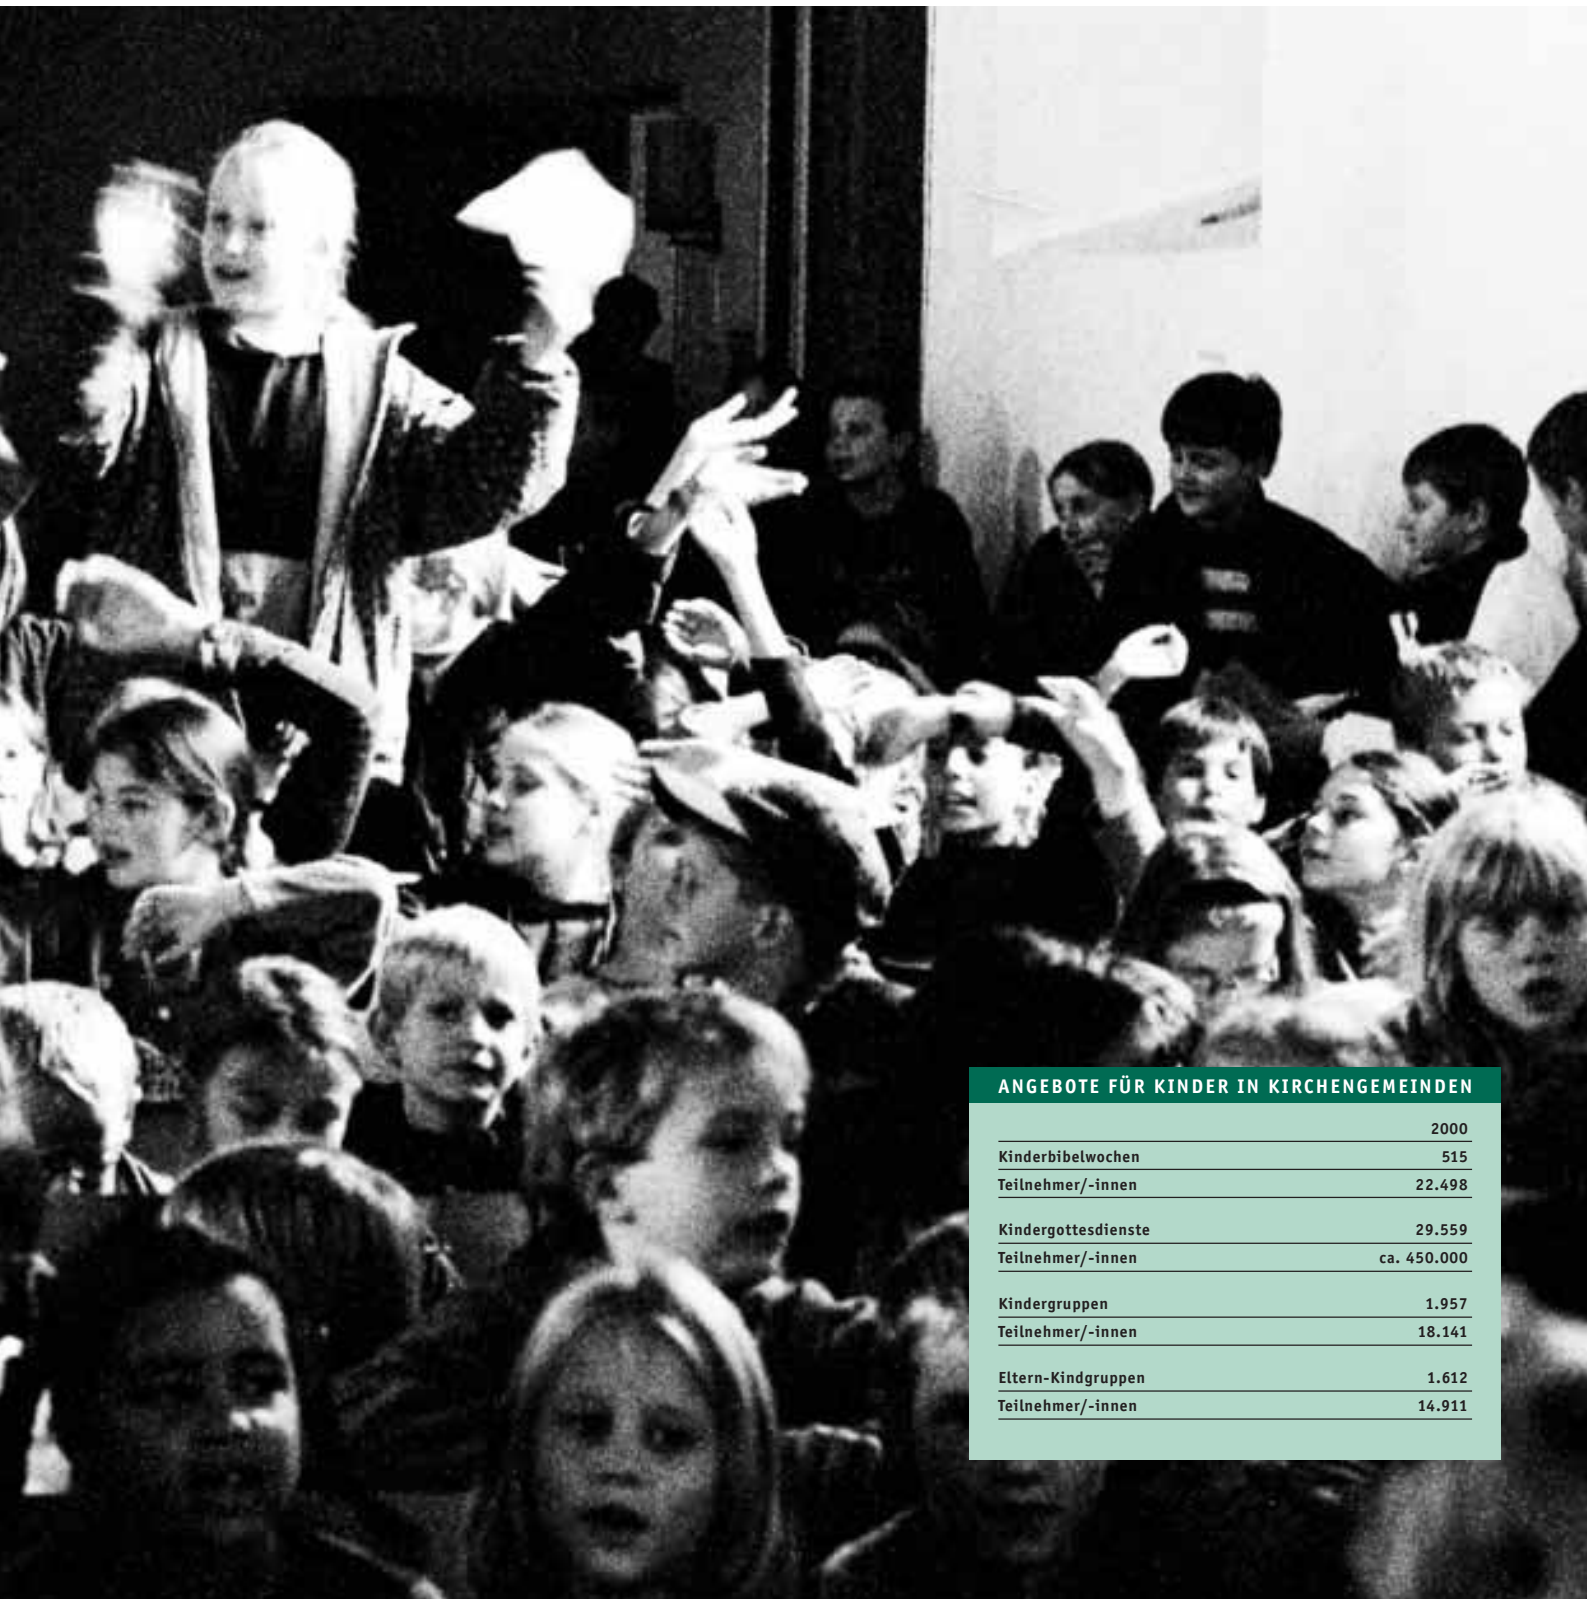 ANGEBOTE FÜR KINDER IN KIRCHENGEMEINDEN
2000
Kinderbibelwochen 515
Teilnehmer/-innen 22.498
Kindergottesdienste 29.559
Teilnehmer/-innen ca. 450.000
Kindergruppen 1.957
Teilnehmer/-innen 18.141
Eltern-Kindgruppen 1.612
Teilnehmer/-innen 14.911